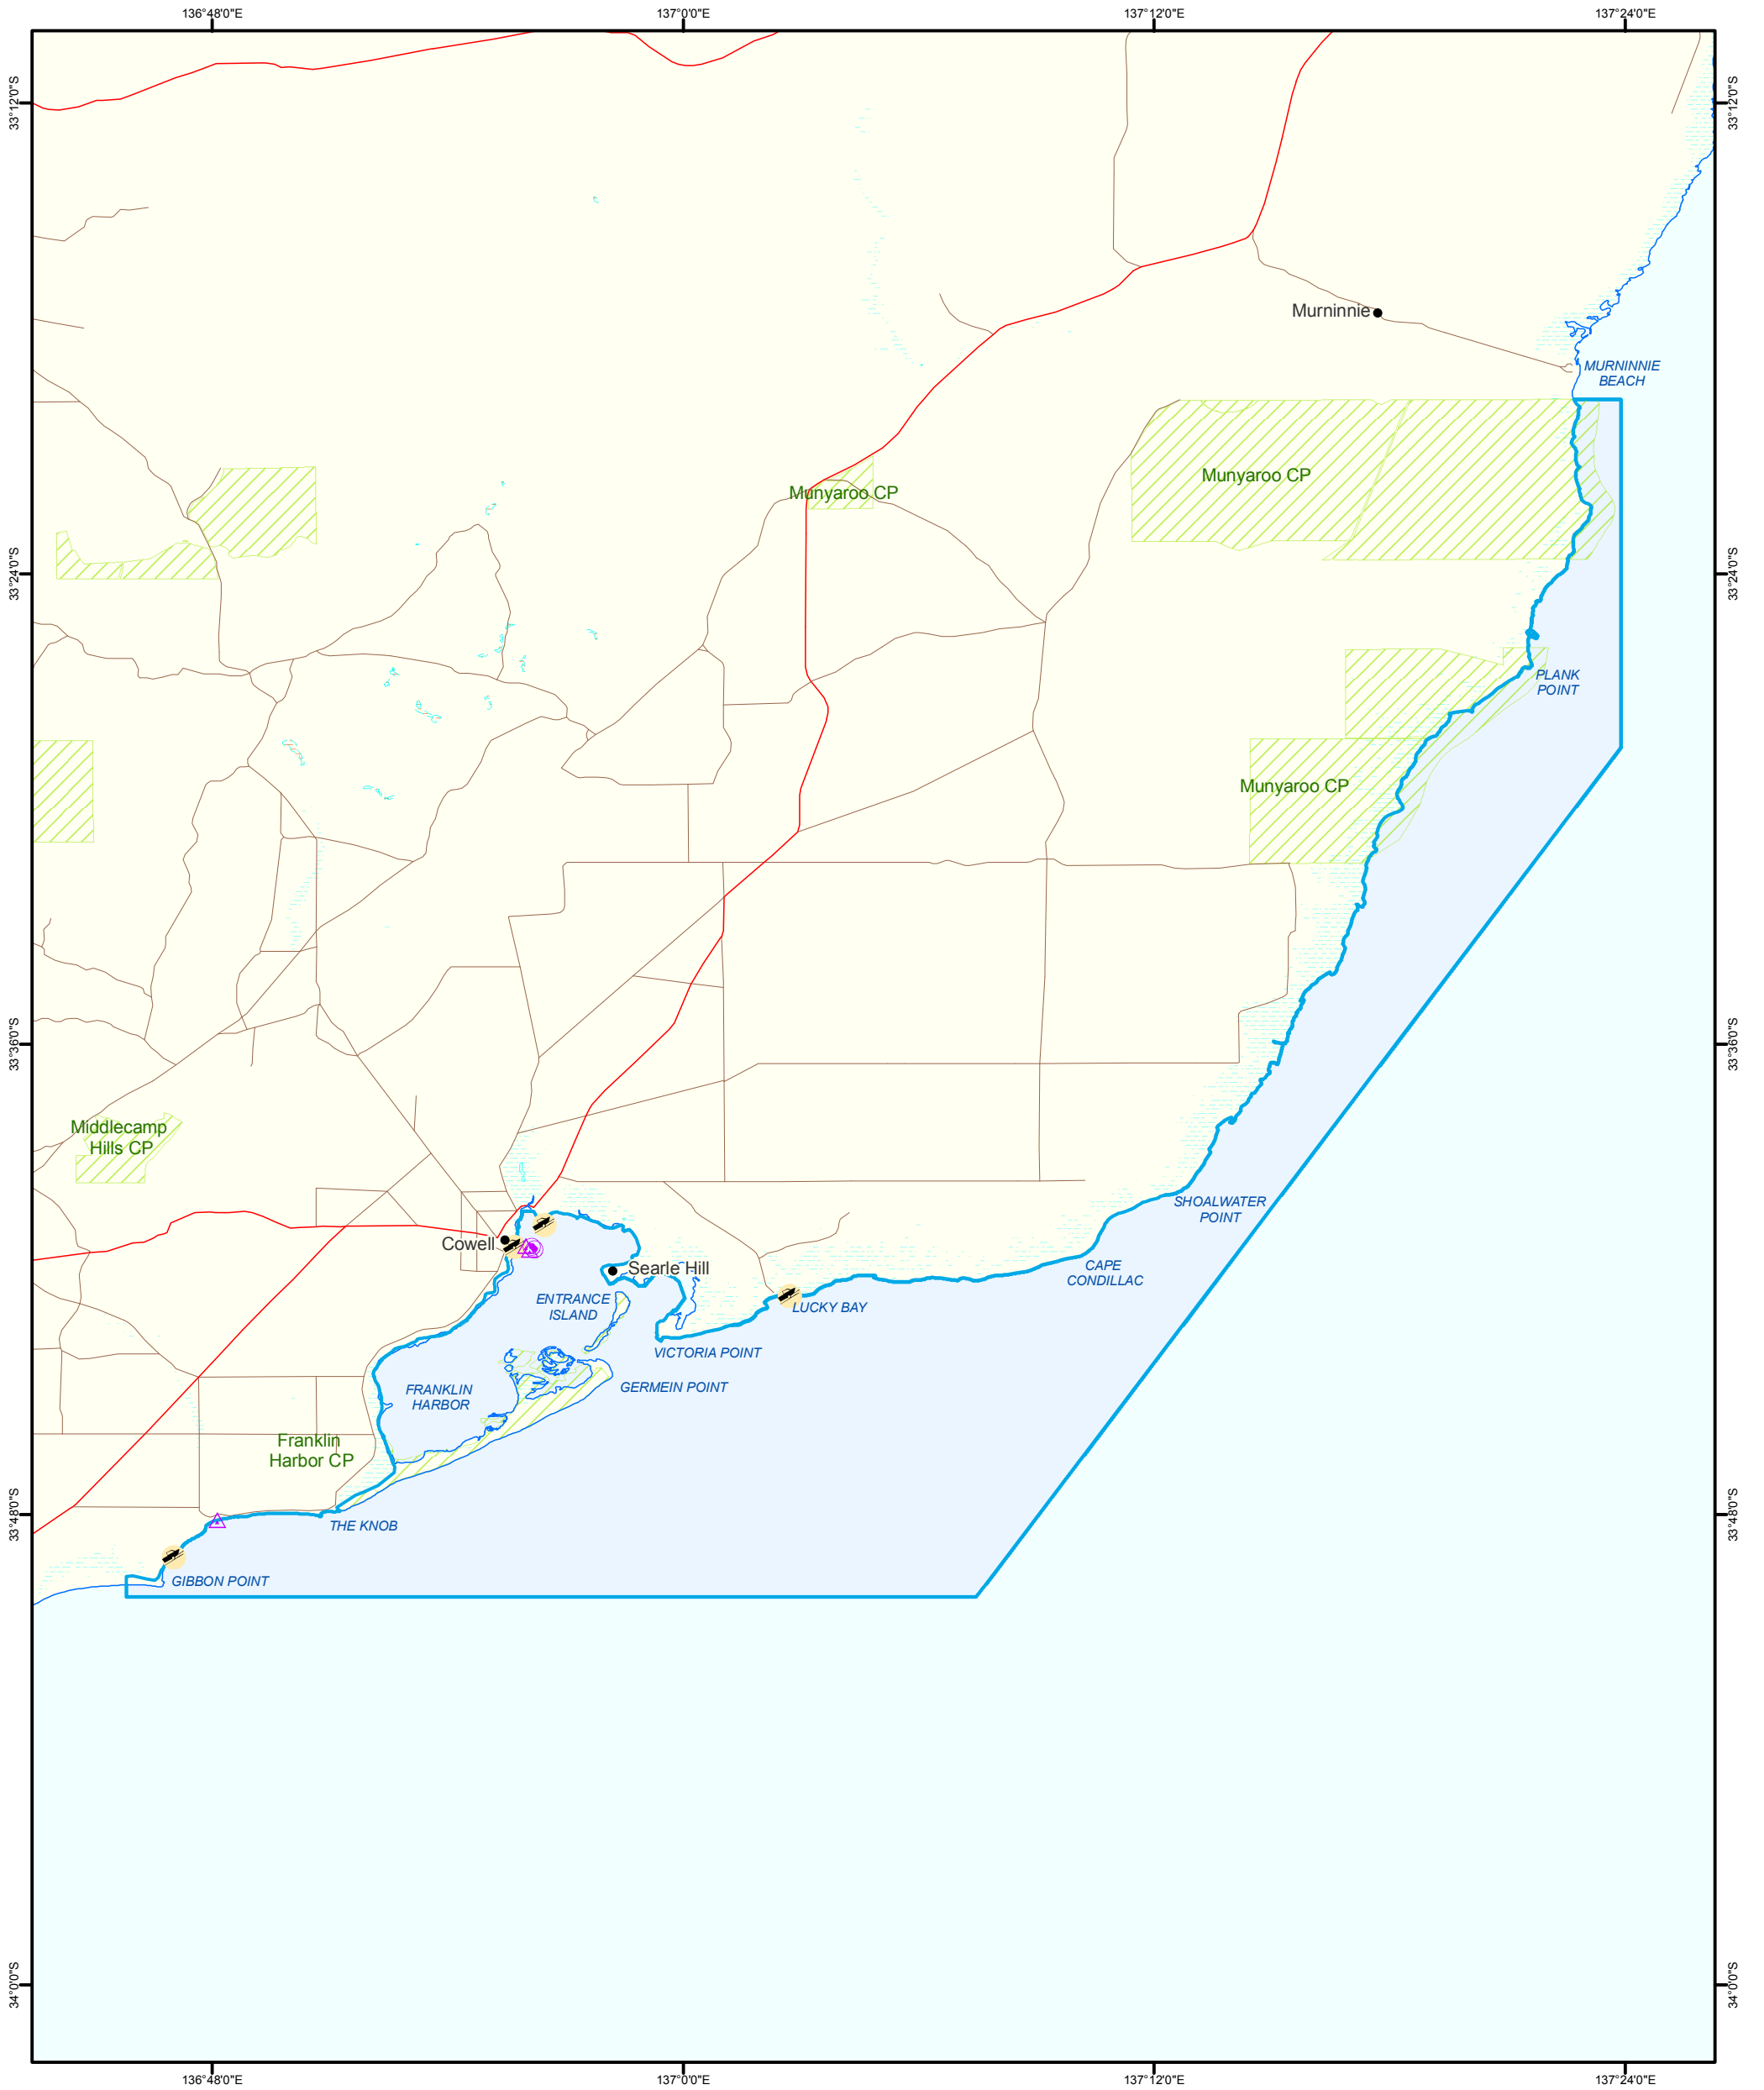 136°48'0"E
137°0'0"E
137°12'0"E
137°24'0"E
33°12'0"S
33°12'0"S
Murninnie
MURNINNIE
BEACH
Munyaroo CP
Munyaroo CP
33°24'0"S
33°24'0"S
PLANK
POINT
Munyaroo CP
33°36'0"S
33°36'0"S
Middlecamp
Hills CP
SHOALWATER
POINT
Cowell
Searle Hill
CAPE
CONDILLAC
ENTRANCE
ISLAND
LUCKY BAY
VICTORIA POINT
GERMEIN POINT
FRANKLIN
HARBOR
Franklin
Harbor CP
33°48'0"S
33°48'0"S
THE KNOB
GIBBON POINT
34°0'0"S
34°0'0"S
136°48'0"E
137°0'0"E
137°12'0"E
137°24'0"E